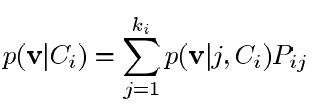 p(𝐯|C_i) = \sum_{j=1}^{k_i} p(𝐯|j, C_i)P_{ij}